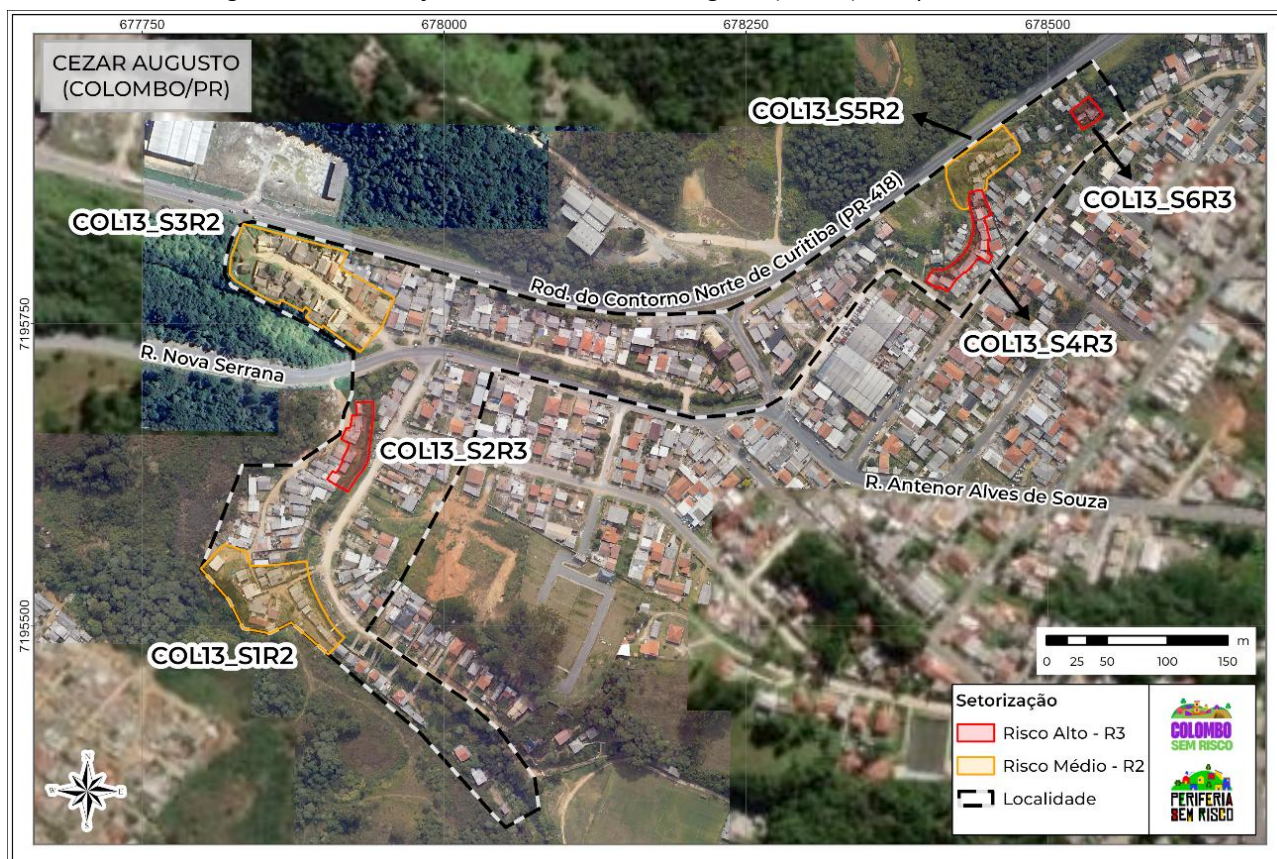 677750
678000
678250
678500
CEZAR AUGUSTO
(COLOMBO/PR)
COL13_S5R2
COL13_S6R3
COL13_S3R2
Rod. do Contorno Norte de Curitiba (PR-418)
7195750
R. Nova Serrana
COL13_S4R3
COL13_S2R3
R. Antenor Alves de Souza
7195500
COL13_S1R2
m
0 25 50 100 150
Setorização
Risco Alto - R3
Risco Médio - R2
Localidade
COLOMBO
SEM RISCO
PERIFERIA
SEM RISCO
N
W
E
S